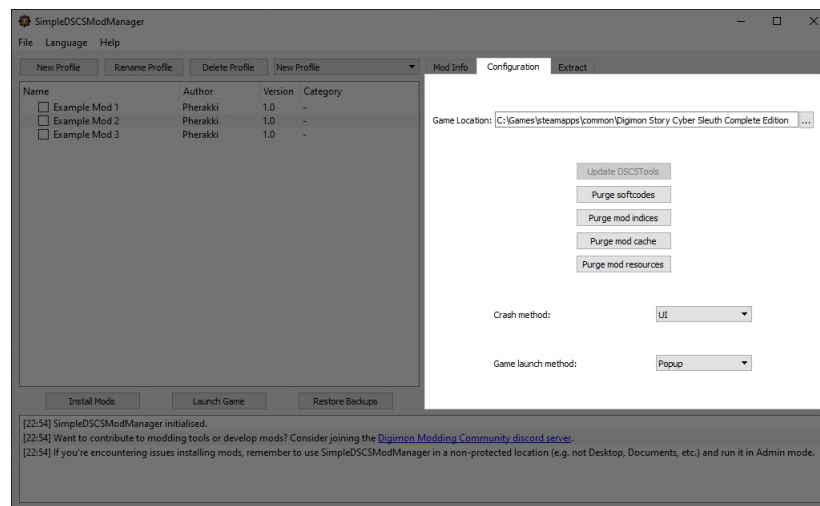 SimpleDSCSModManager
File Language Help
New Profile Rename Profile Delete Profile New Profile Mod Info Configuration Extract
Name Author Version Category
Example Mod 1 Pherakki 1.0 -
Example Mod 2 Pherakki 1.0 -
Example Mod 3 Pherakki 1.0 -
Game Location: C:\Games\steamapps\common\Digimon Story Cyber Sleuth Complete Edition ...
Update DSCSTools
Purge softcodes
Purge mod indices
Purge mod cache
Purge mod resources
Crash method: UI
Game launch method: Popup
Install Mods Launch Game Restore Backups
[22:54] SimpleDSCSModManager initialised.
[22:54] Want to contribute to modding tools or develop mods? Consider joining the Digimon Modding Community discord server.
[22:54] If you're encountering issues installing mods, remember to use SimpleDSCSModManager in a non-protected location (e.g. not Desktop, Documents, etc.) and run it in Admin mode.